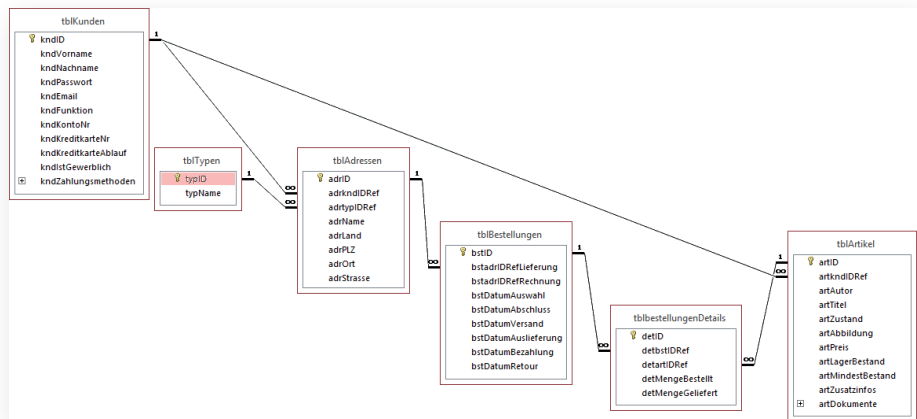 tblKunden
kndID
kndVorname
kndNachname
kndPasswort
kndEmail
kndFunktion
kndKontoNr
kndKreditkarteNr
kndKreditkarteAblauf
kndIstGewerblich
kndZahlungsmethoden
1
1
∞
∞
tblTypen
typID
typName
1
tblAdressen
adrID
adrkndIDRef
adrtypIDRef
adrName
adrLand
adrPLZ
adrOrt
adrStrasse
1
∞
tblBestellungen
bstID
bstadrIDRefLieferung
bstadrIDRefRechnung
bstDatumAuswahl
bstDatumAbschluss
bstDatumVersand
bstDatumAuslieferung
bstDatumBezahlung
bstDatumRetour
1
∞
tblbestellungenDetails
detID
detbstIDRef
detartIDRef
detMengeBestellt
detMengeGeliefert
∞
1
∞
tblArtikel
artID
artkndIDRef
artAutor
artTitel
artZustand
artAbbildung
artPreis
artLagerBestand
artMindestBestand
artZusatzinfos
artDokumente